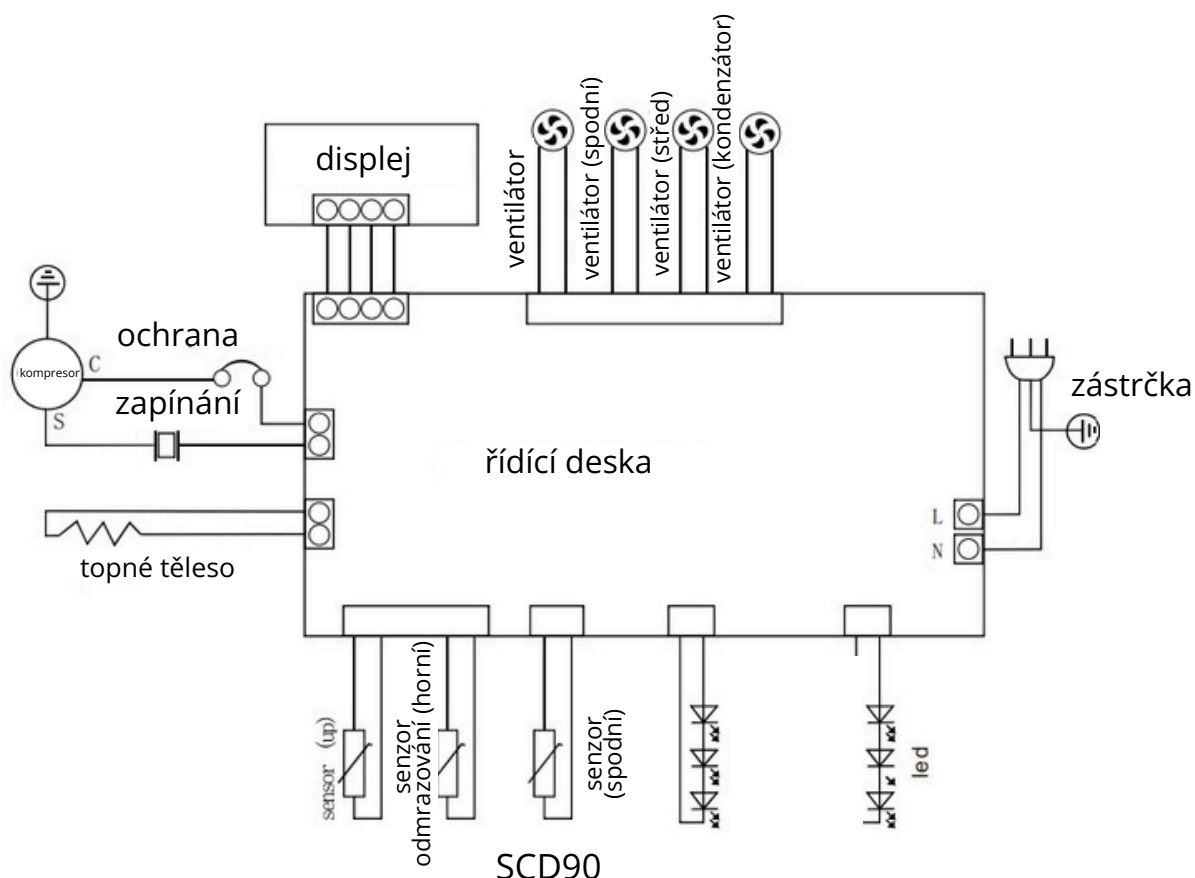 displej
ventilátor
ventilátor (spodní)
ventilátor (střed)
ventilátor (kondenzátor)
ochrana
kompresor
C
zapínání
S
zástrčka
řídící deska
L
N
topné těleso
sensor (up)
senzor
odmrazování (horní)
senzor
(spodní)
led
SCD90